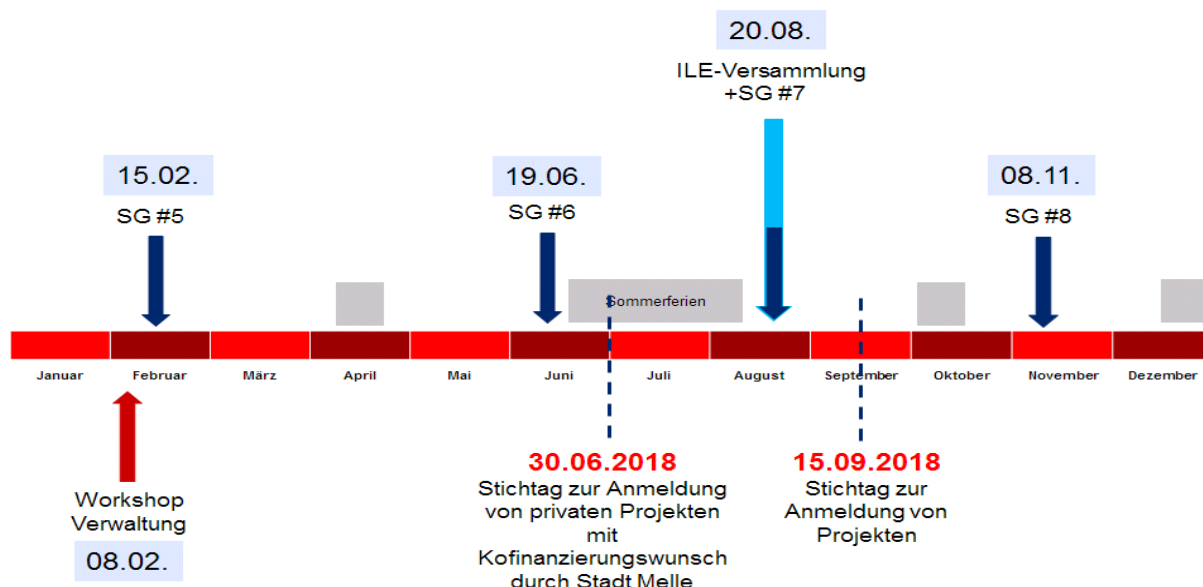 20.08.
ILE-Versammlung
+SG #7
15.02.
SG #5
19.06.
SG #6
08.11.
SG #8
Sommerferien
Januar
Februar
März
April
Mai
Juni
Juli
August
September
Oktober
November
Dezember
Workshop
Verwaltung
08.02.
30.06.2018
Stichtag zur Anmeldung
von privaten Projekten
mit
Kofinanzierungswunsch
durch Stadt Melle
15.09.2018
Stichtag zur
Anmeldung von
Projekten